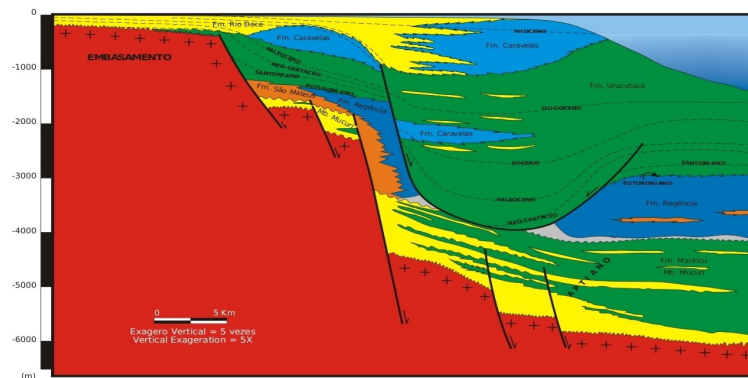 0
Fm. Rio Doce
Fm. Caravelas
MIOCENO
Fm. Caravelas
EMBASAMENTO
PALEOCENO
NEO-CRETÁCEO
SANTONIANO
EOTURONIANO
-1000
Fm. Urucutuca
Fm. São Mateus
Fm. Regência
OLIGOCENO
Mb. Mucuri
-2000
Fm. Caravelas
EOCENO
SANTONIANO
-3000
EOTURONIANO
PALEOCENO
Fm. Regência
NEO-CRETÁCEO
-4000
Fm. Mariricu
Mb. Mucuri
APTIANO
-5000
0 5 Km
Exagero Vertical = 5 vezes
Vertical Exageration = 5X
-6000
(m)